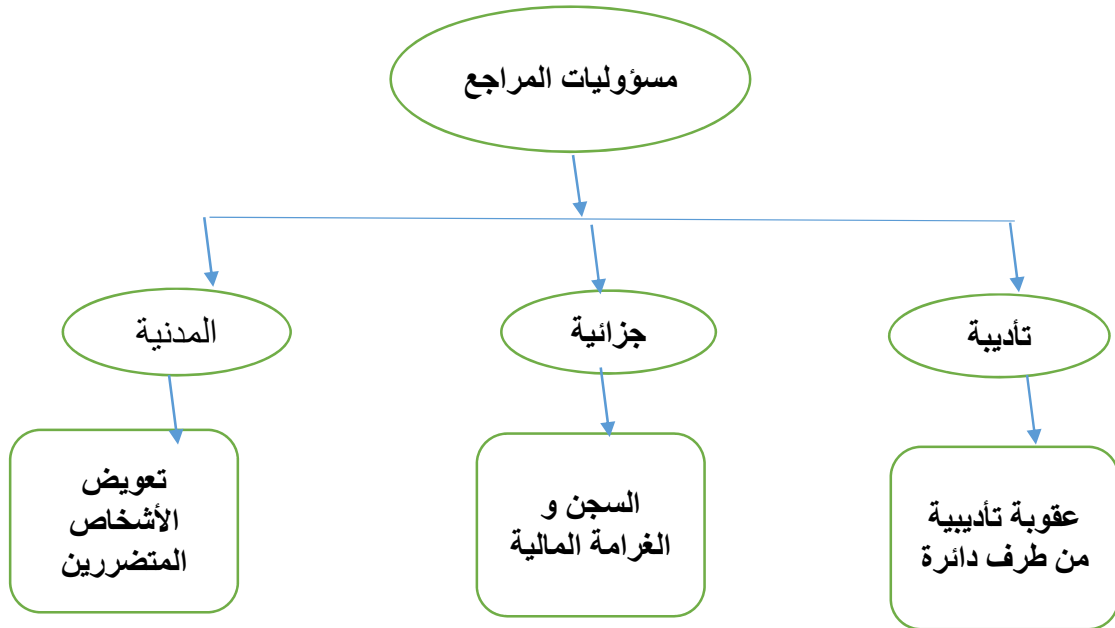 مسؤوليات المراجع
تأديبة
جزائية
المدنية
عقوبة تأديبية
من طرف دائرة
السجن و
الغرامة المالية
تعويض
الأشخاص
المتضررين